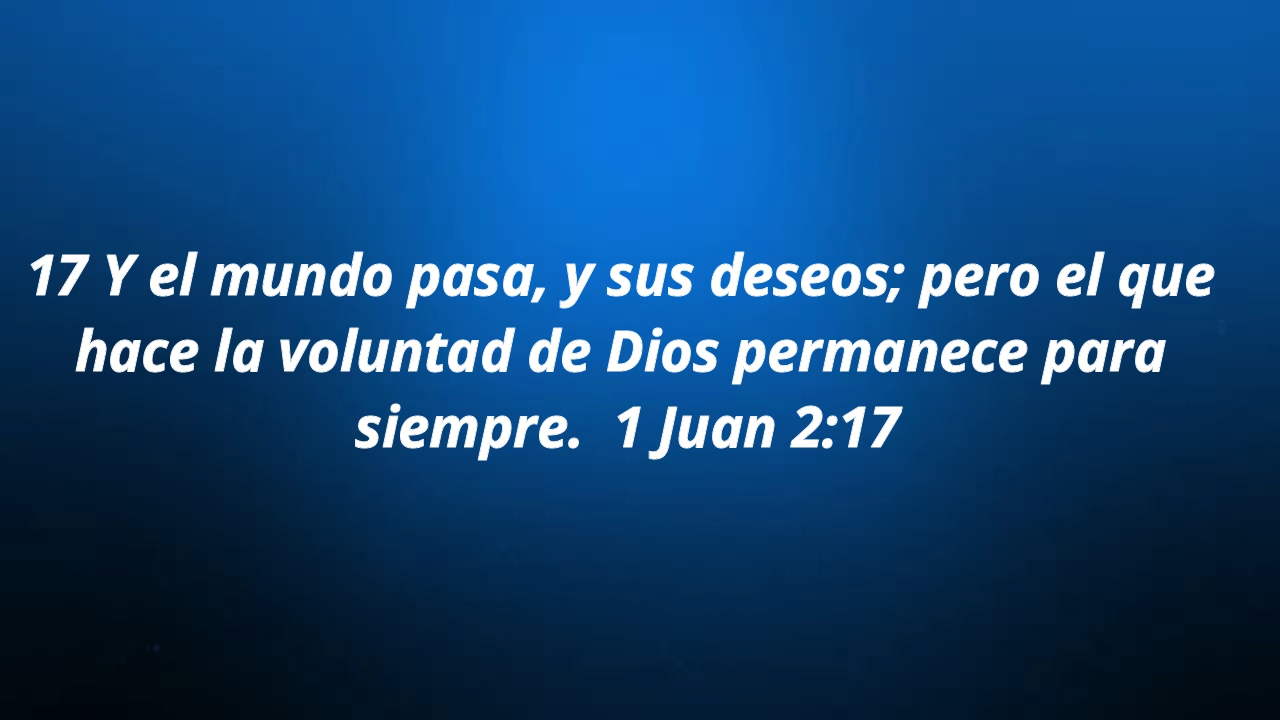 17 Y el mundo pasa, y sus deseos; pero el que
hace la voluntad de Dios permanece para
siempre.  1 Juan 2:17